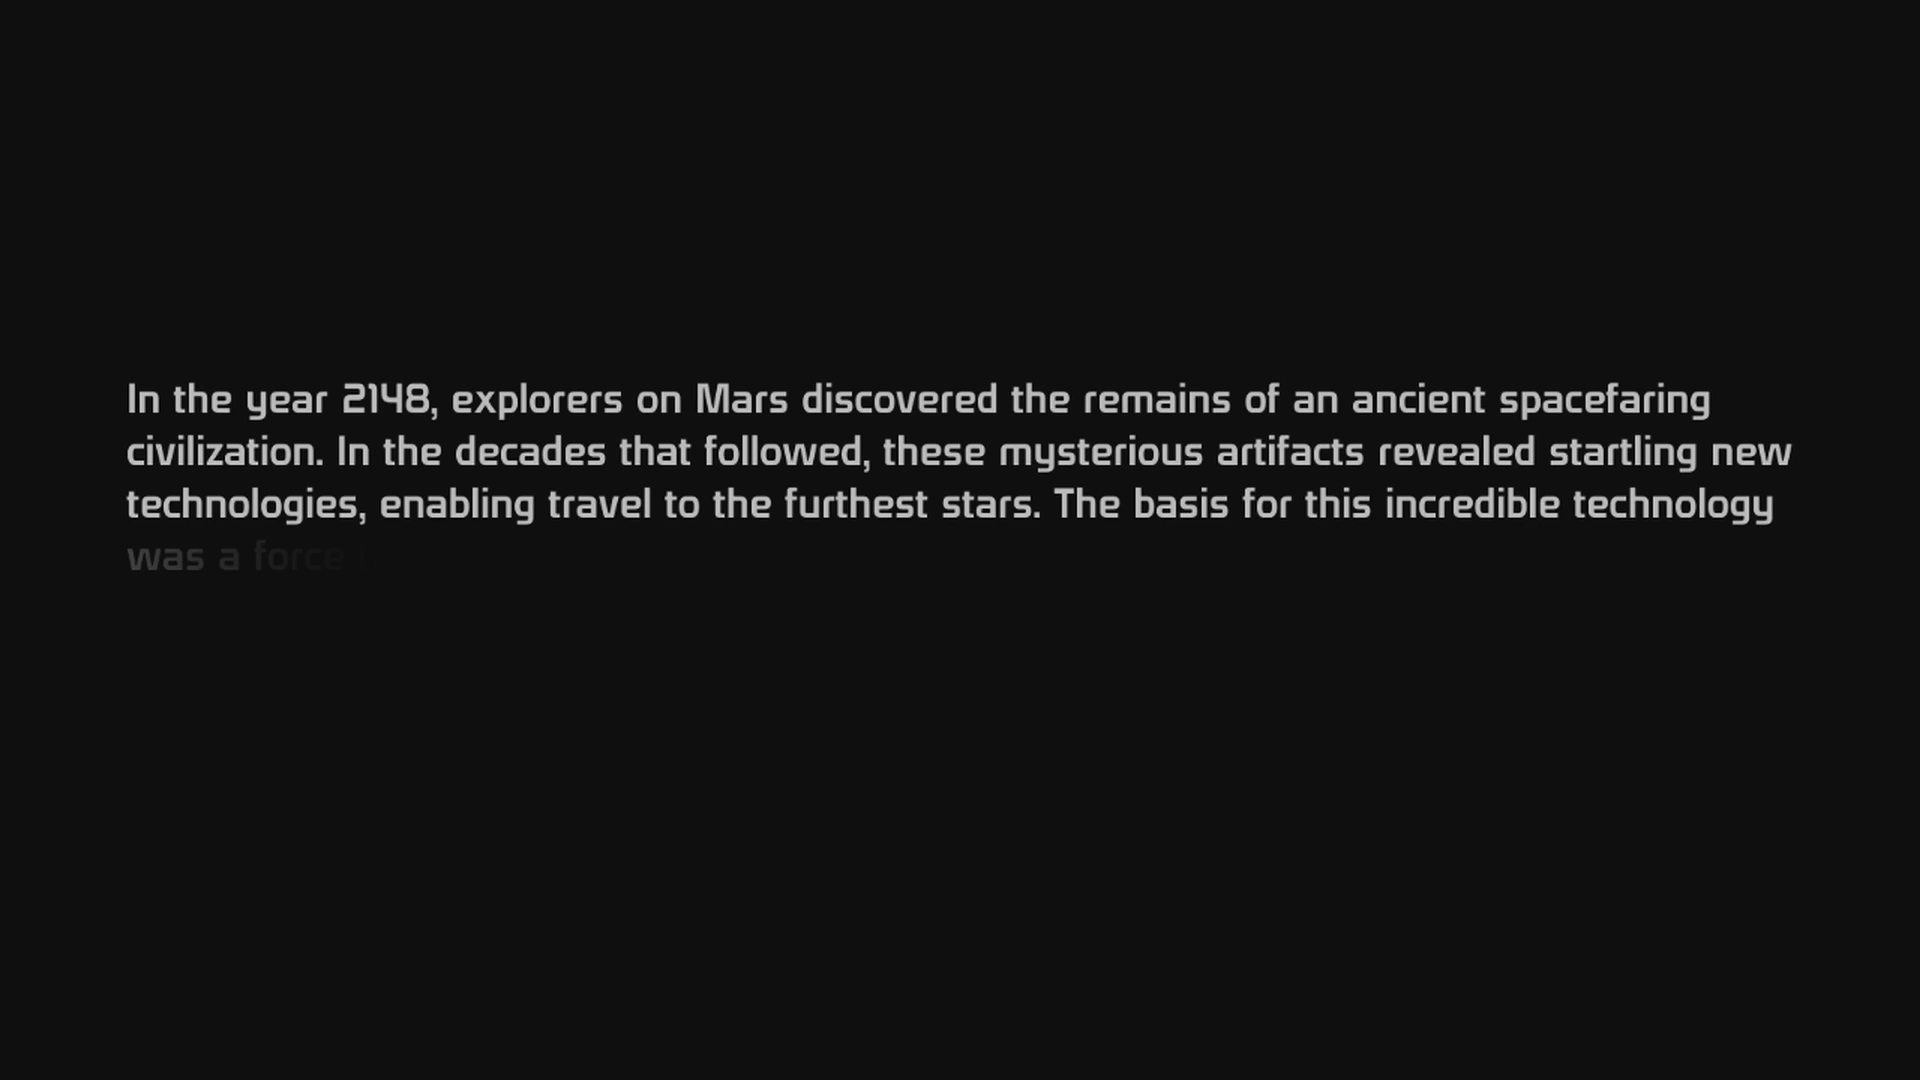 In the year 2148, explorers on Mars discovered the remains of an ancient spacefaring
civilization. In the decades that followed, these mysterious artifacts revealed startling new
technologies, enabling travel to the furthest stars. The basis for this incredible technology
was a force